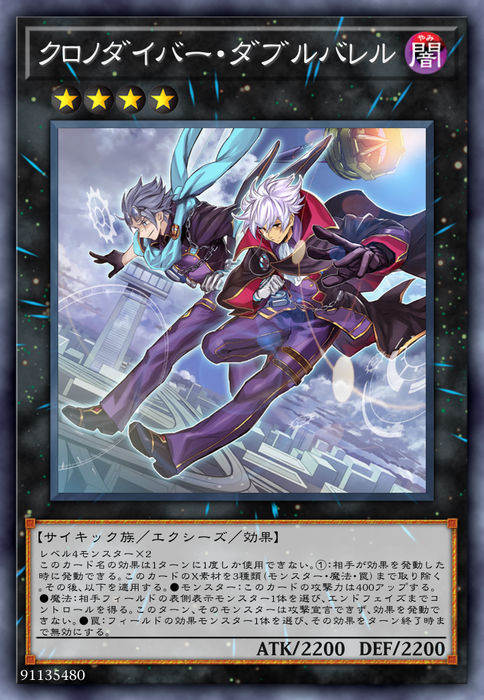 クロノダイバー・ダブルバレル
やみ
闇
【サイキック族/エクシーズ/効果】
レベル4モンスター×2
このカード名の効果は1ターンに1度しか使用できない。①:相手が効果を発動した
時に発動できる。このカードのX素材を3種類(モンスター・魔法・罠)まで取り除く
。その後、以下を適用する。●モンスター:このカードの攻撃力は400アップする。
●魔法:相手フィールドの表側表示モンスター1体を選び、エンドフェイズまでコ
ントロールを得る。このターン、そのモンスターは攻撃宣言できず、効果を発動で
きない。●罠:フィールドの効果モンスター1体を選び、その効果をターン終了時ま
で無効にする。
ATK/2200 DEF/2200
91135480